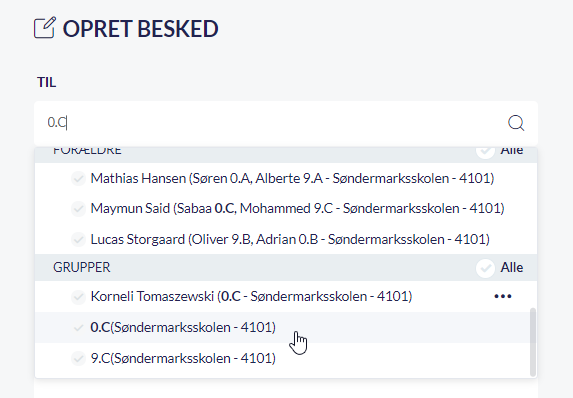 OPRET BESKED
TIL
0.C
FORÆLDRE Alle
Mathias Hansen (Søren 0.A, Alberte 9.A - Søndermarksskolen - 4101)
Maymun Said (Sabaa 0.C, Mohammed 9.C - Søndermarksskolen - 4101)
Lucas Storgaard (Oliver 9.B, Adrian 0.B - Søndermarksskolen - 4101)
GRUPPER Alle
Korneli Tomaszewski (0.C - Søndermarksskolen - 4101)
0.C(Søndermarksskolen - 4101)
9.C(Søndermarksskolen - 4101)